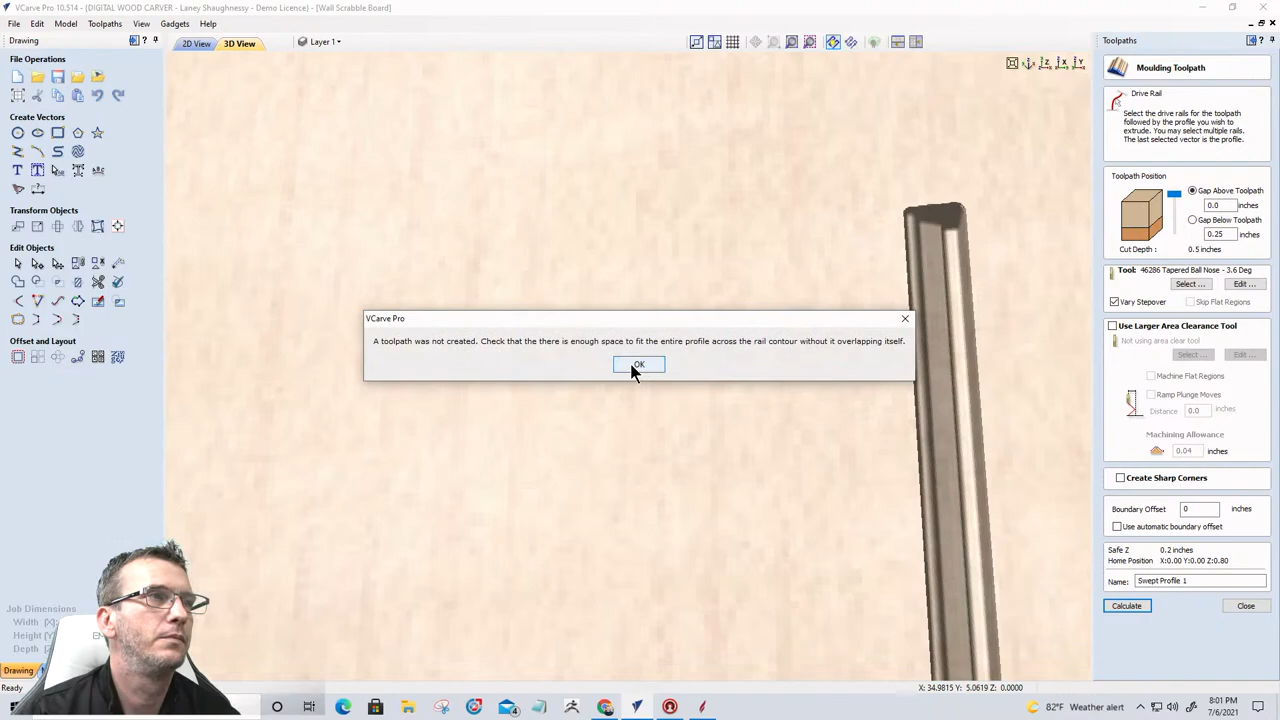 VCarve Pro 10.514 - {DIGITAL WOOD CARVER - Laney Shaughnessy - Demo Licence} - [Wall Scrabble Board]
File Edit Model Toolpaths View Gadgets Help
Drawing
2D View 3D View Layer 1
Toolpaths
File Operations
Create Vectors
Transform Objects
Edit Objects
Offset and Layout
Job Dimensions
Width
Height
Depth
Drawing
Ready
VCarve Pro
A toolpath was not created. Check that the there is enough space to fit the entire profile across the rail contour without it overlapping itself.
OK
Moulding Toolpath
Drive Rail
Select the drive rails for the toolpath
followed by the profile you wish to
extrude. You may select multiple rails.
The last selected vector is the profile.
Toolpath Position
Gap Above Toolpath
0.0 inches
Gap Below Toolpath
0.25 inches
Cut Depth : 0.5 inches
Tool: 46286 Tapered Ball Nose - 3.6 Deg
Select ... Edit ...
Vary Stepover Skip Flat Regions
Use Larger Area Clearance Tool
Not using area clear tool
Select ... Edit ...
Machine Flat Regions
Ramp Plunge Moves
Distance 0.0 inches
Machining Allowance
0.04 inches
Create Sharp Corners
Boundary Offset 0 inches
Use automatic boundary offset
Safe Z 0.2 inches
Home Position X:0.00 Y:0.00 Z:0.80
Name: Swept Profile 1
Calculate Close
X: 34.9815 Y: 5.0619 Z: 0.0000
82°F Weather alert
8:01 PM
7/6/2021